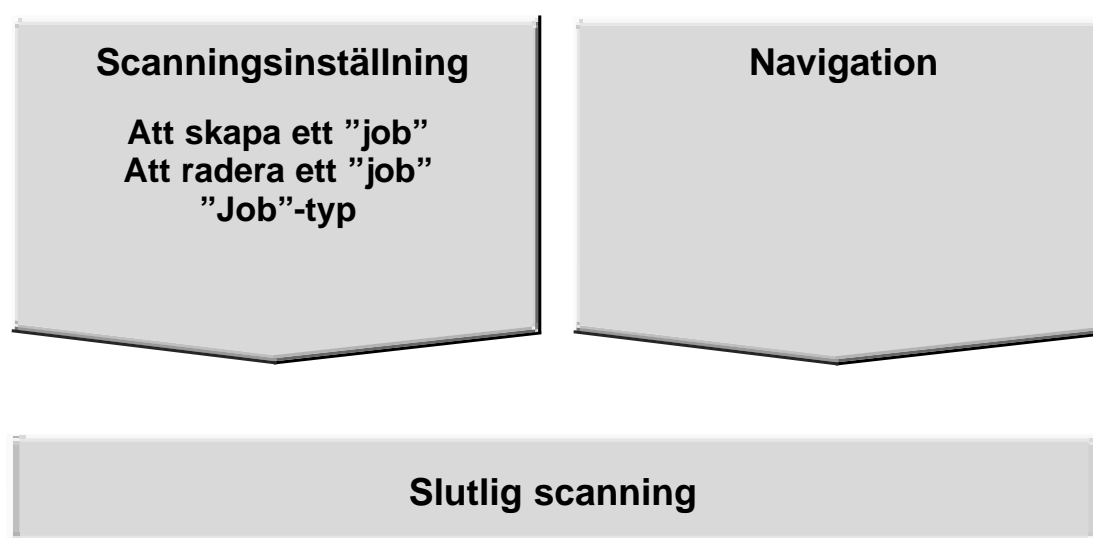 Scanningsinställning
Att skapa ett ”job”
Att radera ett ”job”
”Job”-typ
Navigation
Slutlig scanning